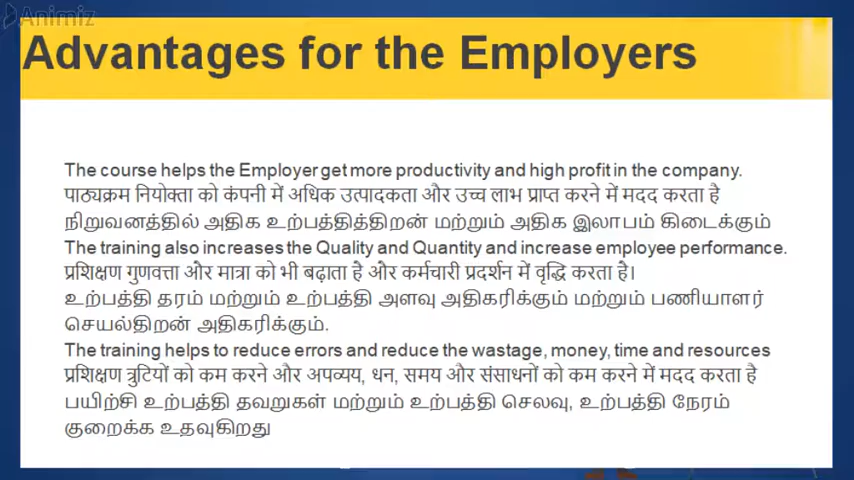 Animiz
Advantages for the Employers
The course helps the Employer get more productivity and high profit in the company.
पाठ्यक्रम नियोक्ता को कंपनी में अधिक उत्पादकता और उच्च लाभ प्राप्त करने में मदद करता है
நிறுவனத்தில் அதிக உற்பத்தித்திறன் மற்றும் அதிக இலாபம் கிடைக்கும்
The training also increases the Quality and Quantity and increase employee performance.
प्रशिक्षण गुणवत्ता और मात्रा को भी बढ़ाता है और कर्मचारी प्रदर्शन में वृद्धि करता है।
உற்பத்தி தரம் மற்றும் உற்பத்தி அளவு அதிகரிக்கும் மற்றும் பணியாளர்
செயல்திறன் அதிகரிக்கும்.
The training helps to reduce errors and reduce the wastage, money, time and resources
प्रशिक्षण त्रुटियों को कम करने और अपव्यय, धन, समय और संसाधनों को कम करने में मदद करता है
பயிற்சி உற்பத்தி தவறுகள் மற்றும் உற்பத்தி செலவு, உற்பத்தி நேரம்
குறைக்க உதவுகிறது